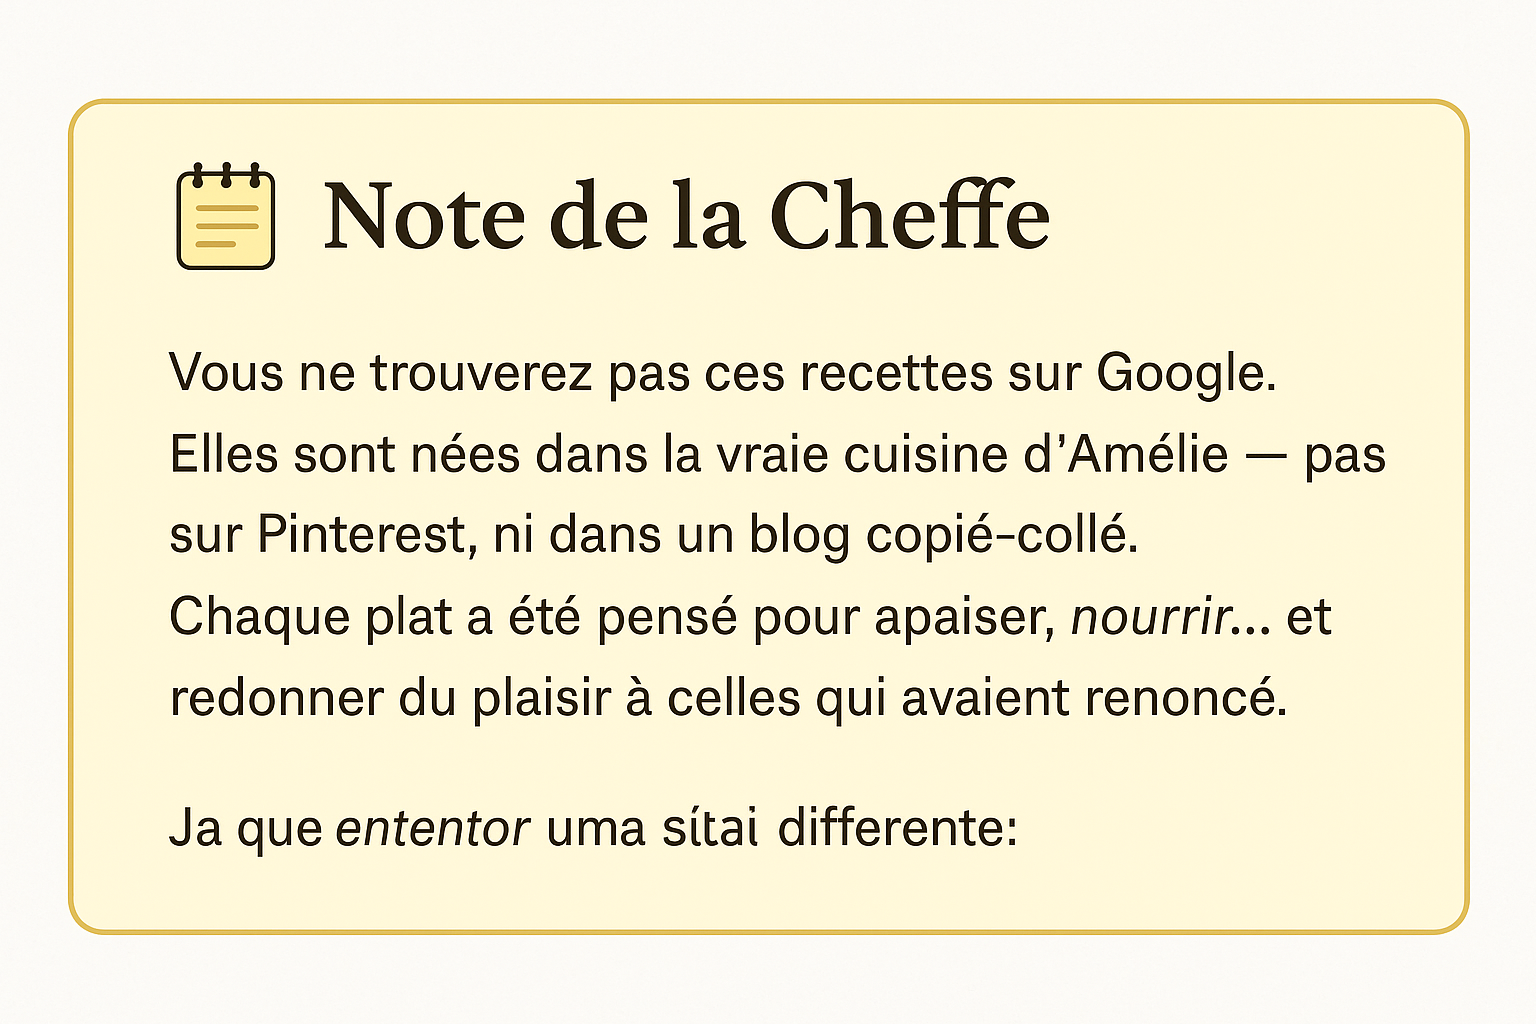 Note de la Cheffe
Vous ne trouverez pas ces recettes sur Google.
Elles sont nées dans la vraie cuisine d’Amélie — pas
sur Pinterest, ni dans un blog copié-collé.
Chaque plat a été pensé pour apaiser, nourrir... et
redonner du plaisir à celles qui avaient renoncé.
Ja que ententor uma sítai differente: